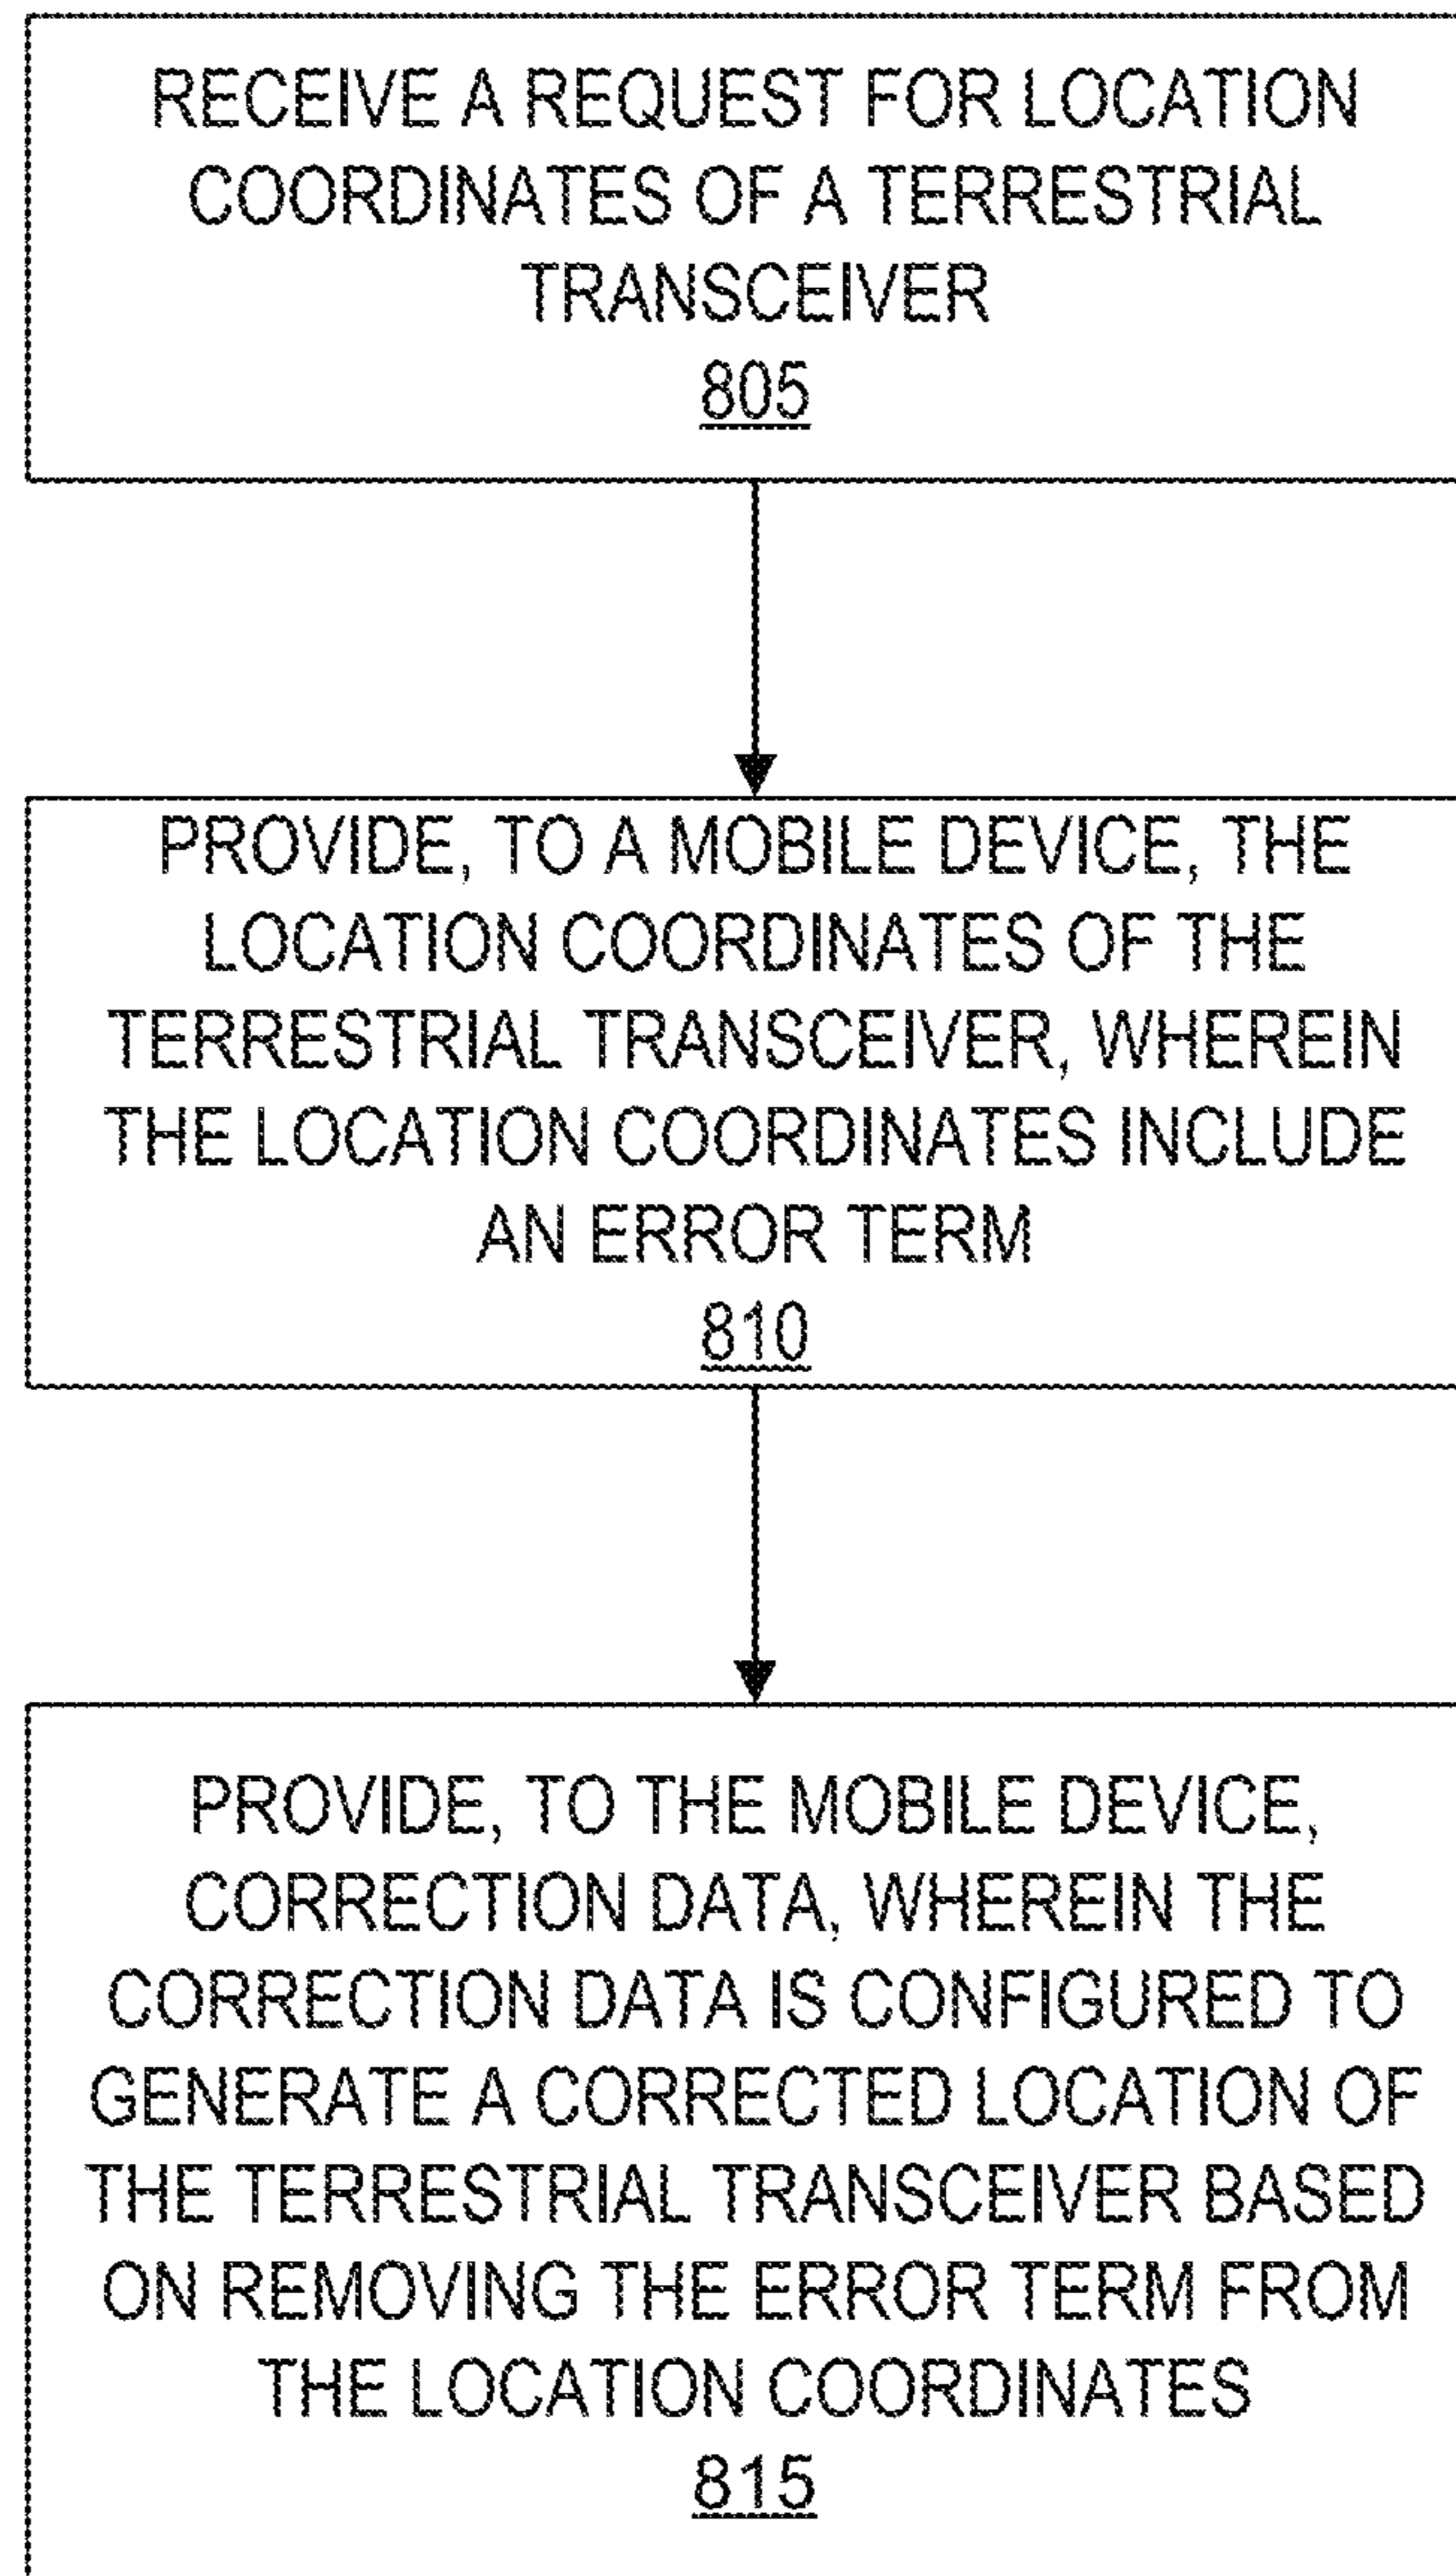 RECEIVE A REQUEST FOR LOCATION
COORDINATES OF A TERRESTRIAL
TRANSCEIVER
805
PROVIDE, TO A MOBILE DEVICE, THE
LOCATION COORDINATES OF THE
TERRESTRIAL TRANSCEIVER, WHEREIN
THE LOCATION COORDINATES INCLUDE
AN ERROR TERM
810
PROVIDE, TO THE MOBILE DEVICE,
CORRECTION DATA, WHEREIN THE
CORRECTION DATA IS CONFIGURED TO
GENERATE A CORRECTED LOCATION OF
THE TERRESTRIAL TRANSCEIVER BASED
ON REMOVING THE ERROR TERM FROM
THE LOCATION COORDINATES
815